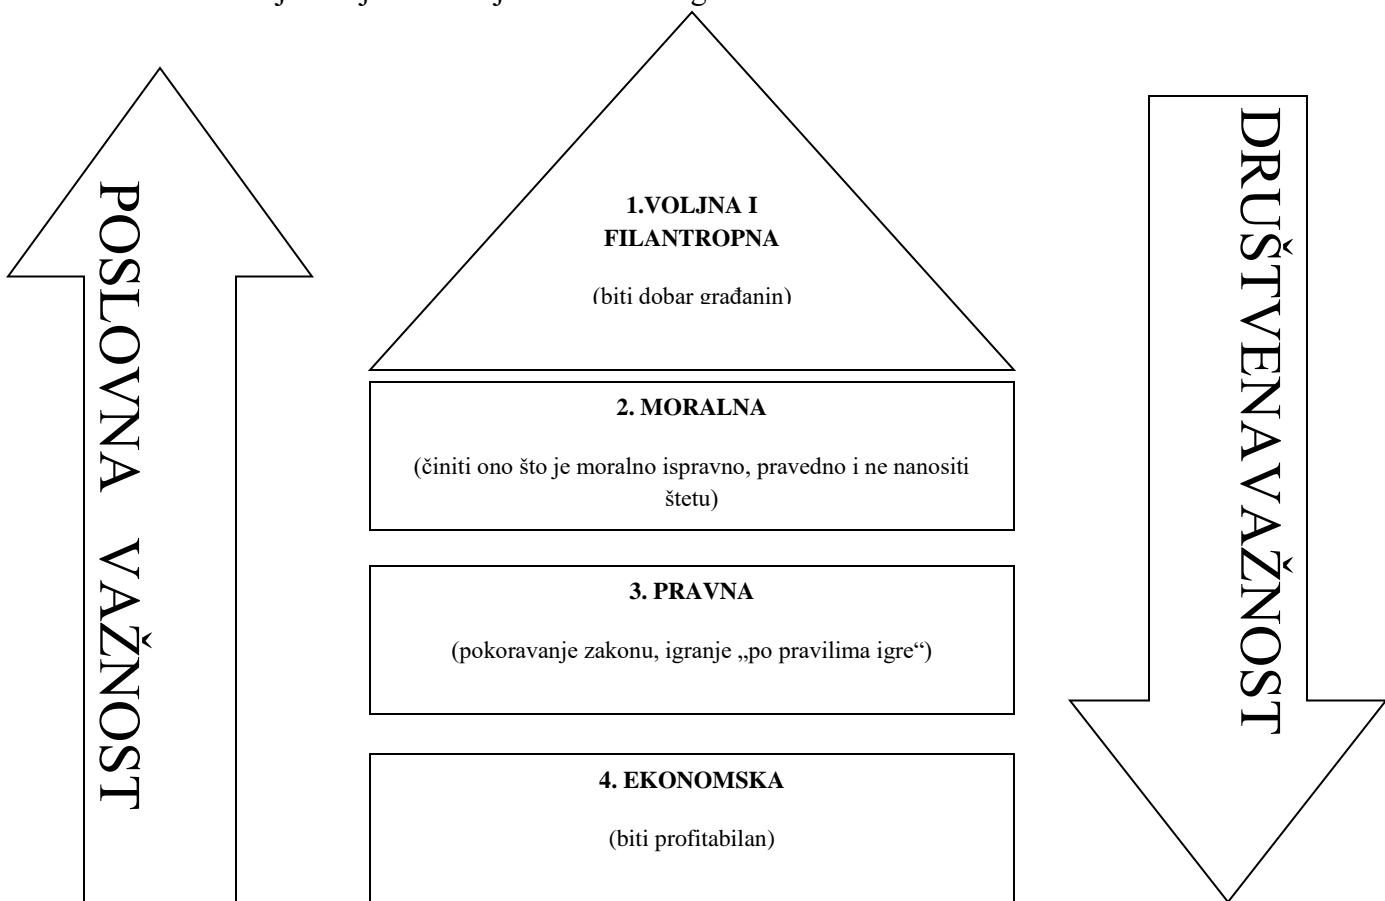 POSLOVNA VAŽNOST
1.VOLJNA I
FILANTROPNA
(biti dobar građanin)
2. MORALNA
(činiti ono što je moralno ispravno, pravedno i ne nanositi
štetu)
3. PRAVNA
(pokoravanje zakonu, igranje „po pravilima igre“)
4. EKONOMSKA
(biti profitabilan)
DRUŠTVENAVAŽNOST